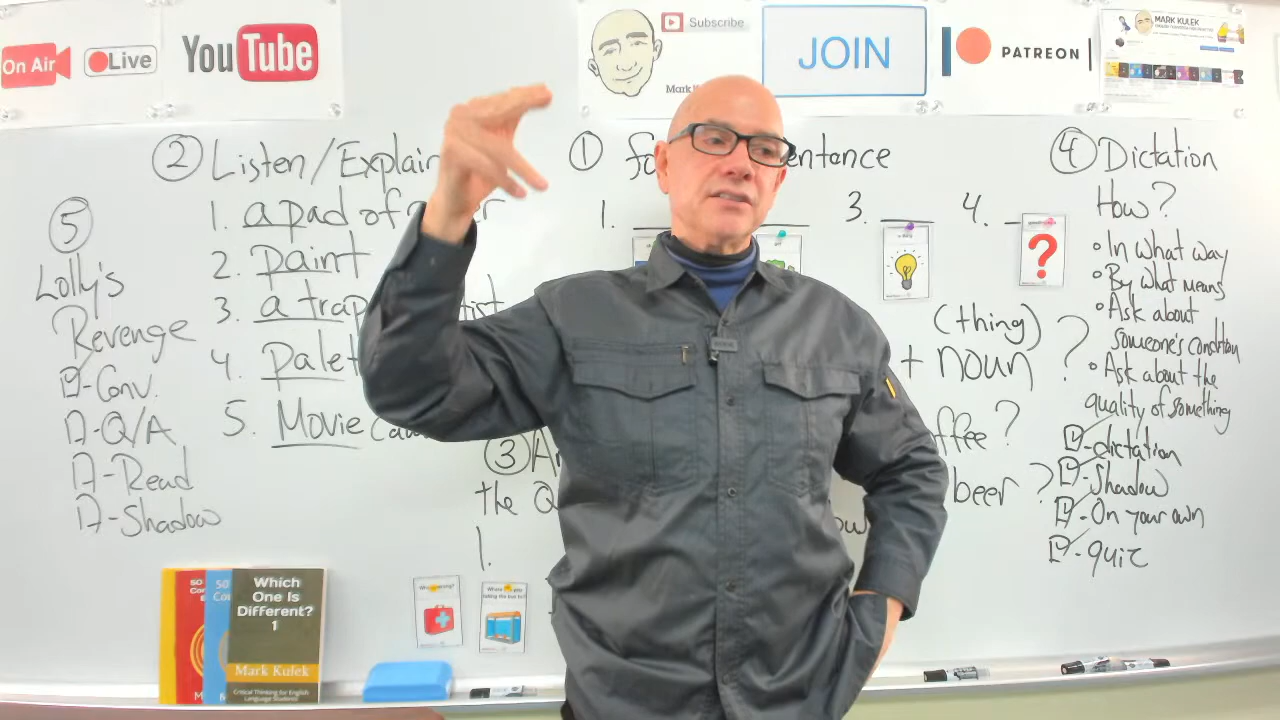 On Air
Live
YouTube
Subscribe
Mark
JOIN
PATREON
MARK KULEK
② Listen/Explain
1. a pad of
2. paint
3. a trap
4. Palet
5. Movie
① entence
1. 3. 4.
(thing)
+ noun ?
ffee?
beer ?
③
the Q
1.
④ Dictation
How?
• In what way
• By what means
• Ask about
someone's condition
• Ask about the
quality of something
- dictation
- Shadow
- On your own
- quiz
⑤
Lolly's
Revenge
- Conv.
- Q/A
- Read
- Shadow
Which
One Is
Different?
1
Mark Kulek
Critical Thinking for English
Language Students